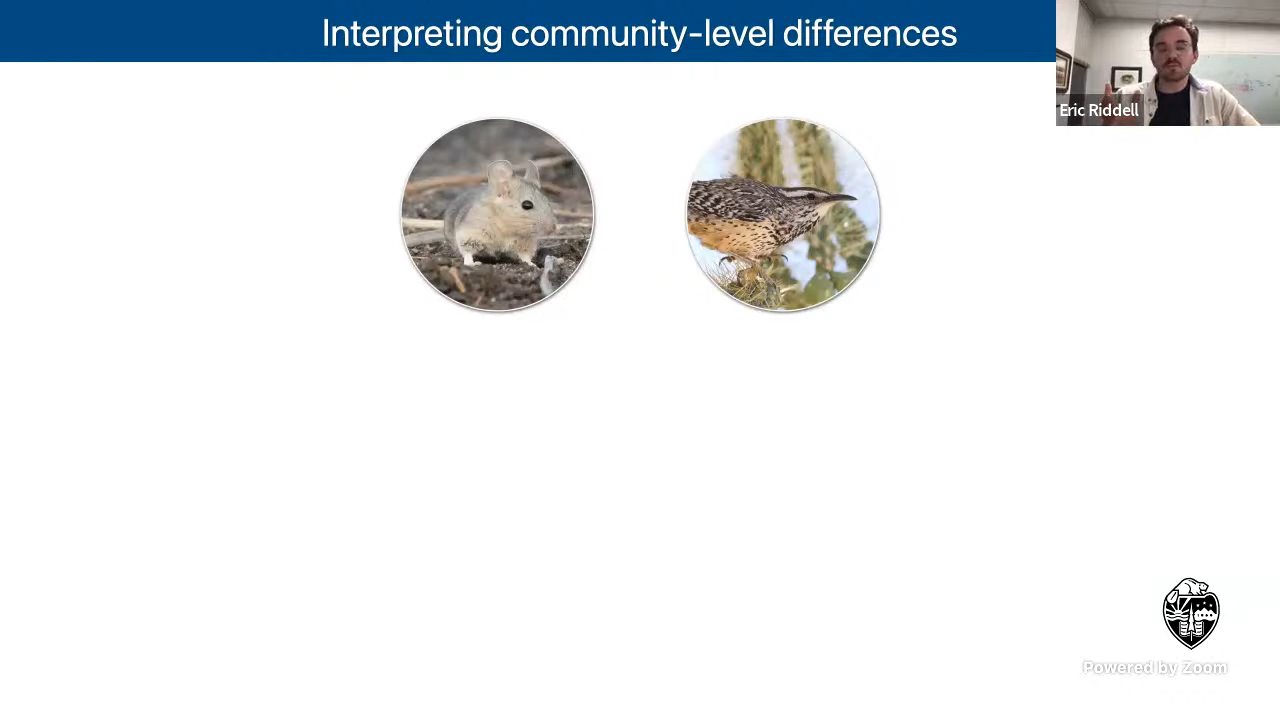 Interpreting community-level differences
Eric Riddell
Powered by Zoom